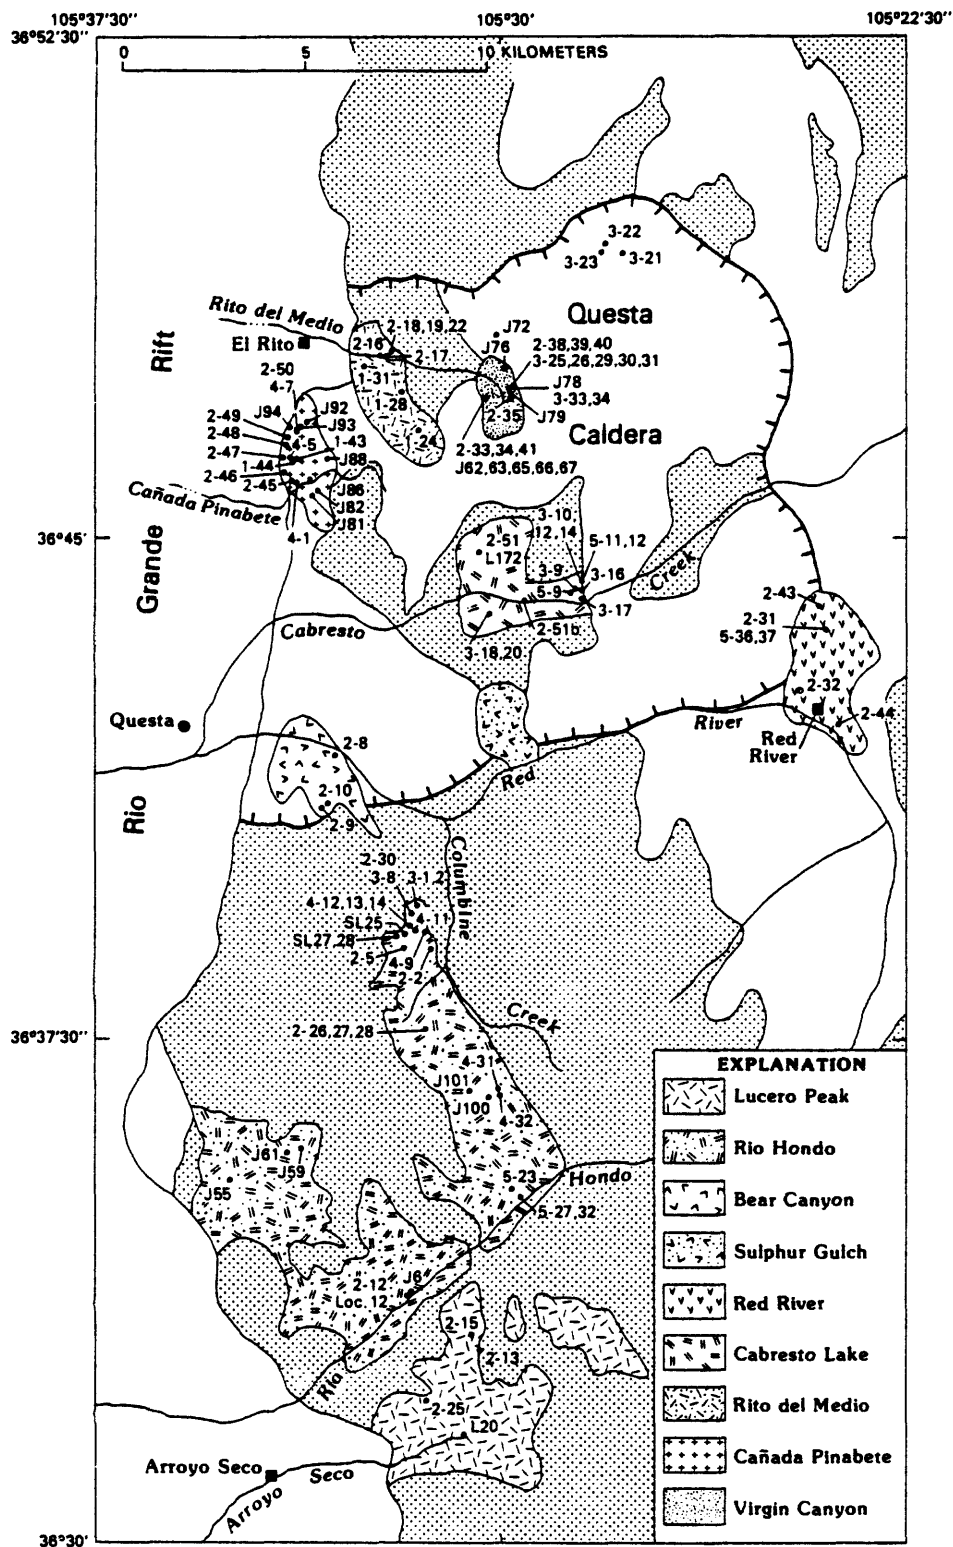 105°37'30''
105°30'
105°22'30''
36°52'30''
0
5
10 KILOMETERS
3-22
3-23
3-21
Questa
Caldera
Rito del Medio
El Rito
2-18,19,22
2-16
2-17
1-31
1-28
24
J72
J76
2-38,39,40
3-25,26,29,30,31
J78
3-33,34
J79
2-35
2-33,34,41
J62,63,65,66,67
Rift
Grande
Rio
2-50
4-7
J94
J92
2-49
J93
2-48
4-5
1-43
2-47
J88
1-44
2-46
2-45
J86
J82
J81
4-1
Cañada Pinabete
36°45'
3-10,
12,14
5-11,12
2-51
L172
3-9
5-9
3-16
3-17
2-51b
3-18,20
Cabresto
Creek
2-43
2-31
5-36,37
2-32
2-44
Red
River
Questa
River
Red
2-8
2-10
2-9
Columbine
Creek
2-30
3-8
3-1,2
4-12,13,14
SL25
4-11
SL27,28
2-5
4-9
2-2
36°37'30''
2-26,27,28
4-31
J101
J100
4-32
J61
J59
J55
5-23
5-27,32
Hondo
2-12
J6
Loc. 12
Rio
2-15
2-13
2-25
L20
Arroyo Seco
Arroyo
Seco
36°30'
EXPLANATION
Lucero Peak
Rio Hondo
Bear Canyon
Sulphur Gulch
Red River
Cabresto Lake
Rito del Medio
Cañada Pinabete
Virgin Canyon